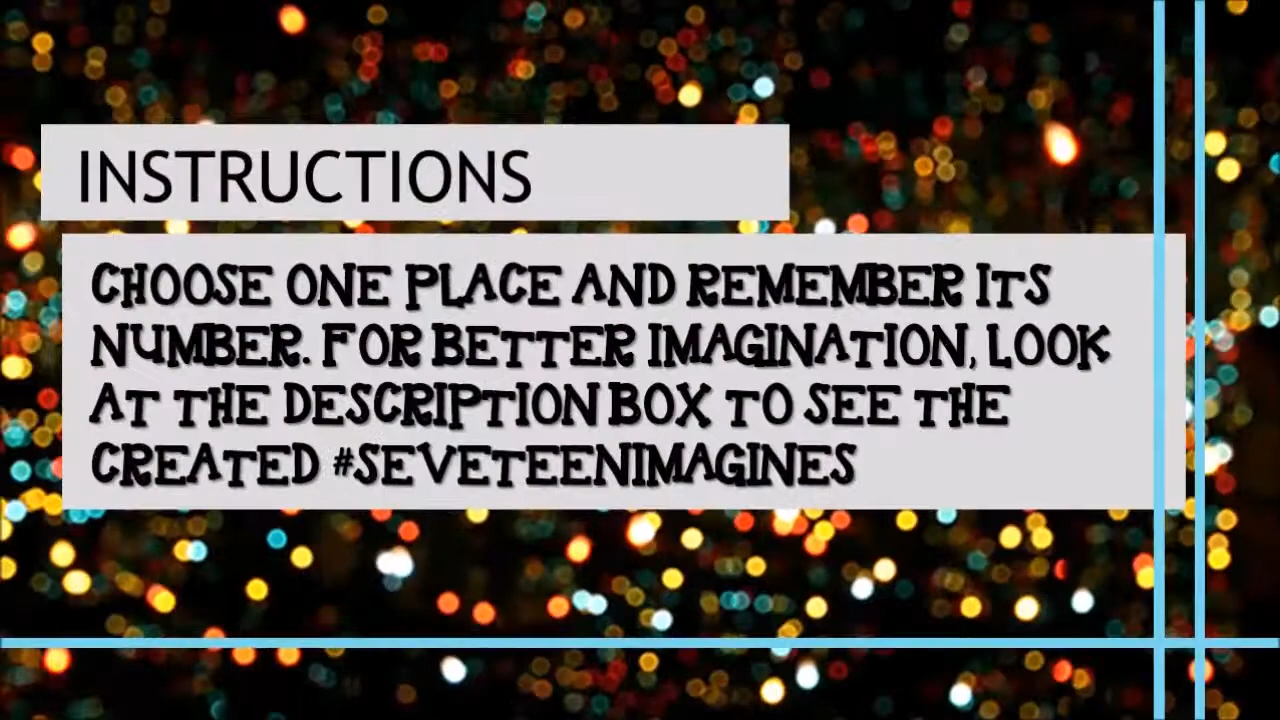 INSTRUCTIONS
CHOOSE ONE PLACE AND REMEMBER ITS
NUMBER. FOR BETTER IMAGINATION, LOOK
AT THE DESCRIPTION BOX TO SEE THE
CREATED #SEVETEENIMAGINES